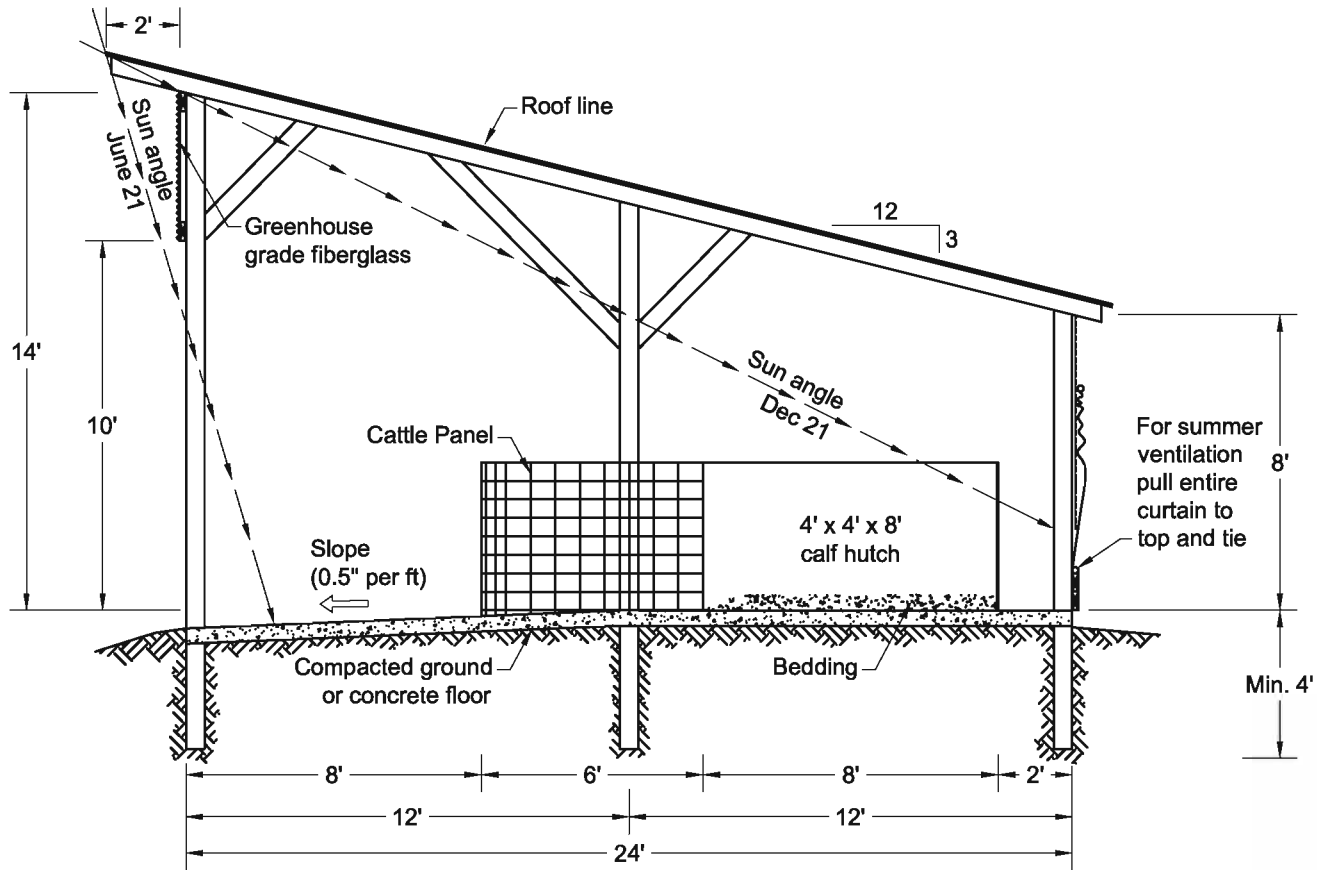 2'
Roof line
Sun angle
June 21
12
3
Greenhouse
grade fiberglass
14'
10'
Sun angle
Dec 21
Cattle Panel
For summer
ventilation
pull entire
curtain to
top and tie
8'
4' x 4' x 8'
calf hutch
Slope
(0.5" per ft)
Compacted ground
or concrete floor
Bedding
Min. 4'
8'
6'
8'
2'
12'
12'
24'